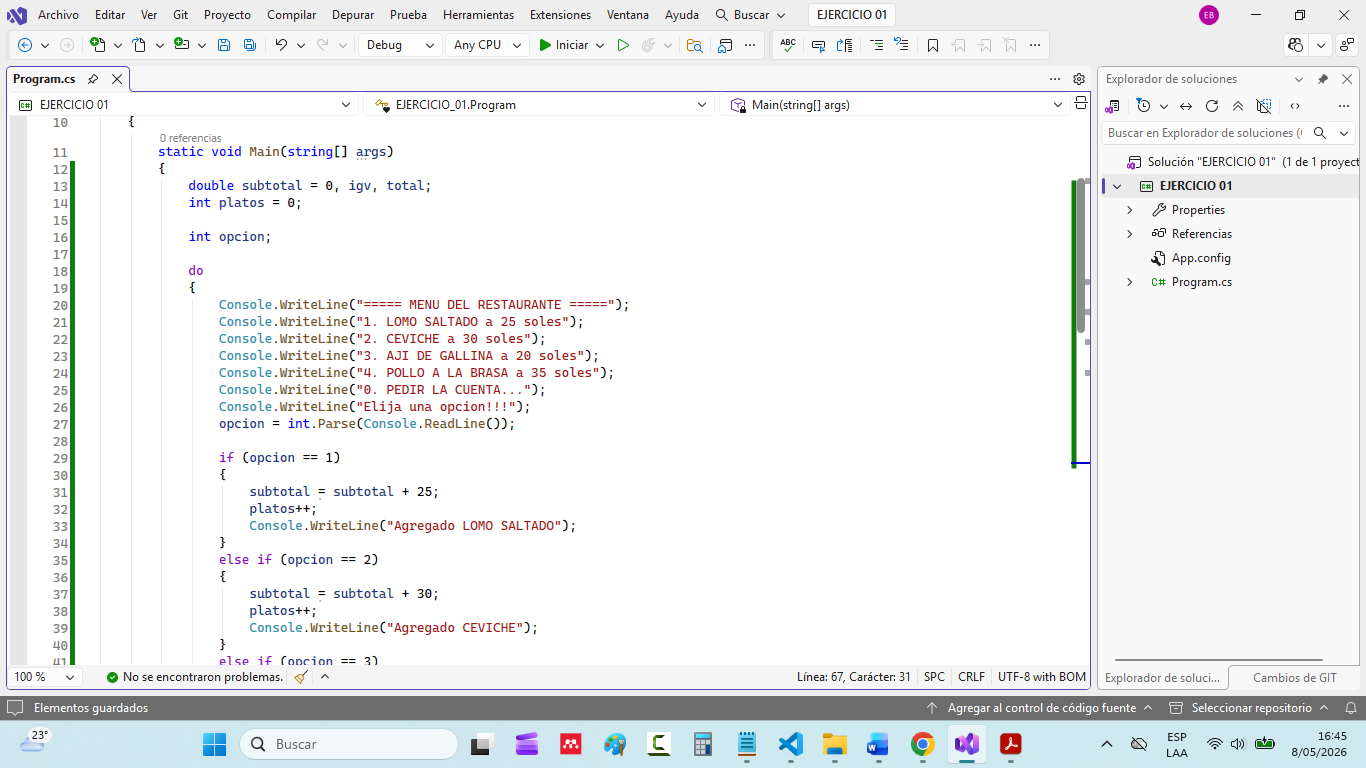 Archivo Editar Ver Git Proyecto Compilar Depurar Prueba Herramientas Extensiones Ventana Ayuda Buscar EJERCICIO 01 EB
Debug Any CPU Iniciar
Program.cs
EJERCICIO 01 EJERCICIO_01.Program Main(string[] args)
10 {
0 referencias
11 static void Main(string[] args)
12 {
13 double subtotal = 0, igv, total;
14 int platos = 0;
15
16 int opcion;
17
18 do
19 {
20 Console.WriteLine("===== MENU DEL RESTAURANTE =====");
21 Console.WriteLine("1. LOMO SALTADO a 25 soles");
22 Console.WriteLine("2. CEVICHE a 30 soles");
23 Console.WriteLine("3. AJI DE GALLINA a 20 soles");
24 Console.WriteLine("4. POLLO A LA BRASA a 35 soles");
25 Console.WriteLine("0. PEDIR LA CUENTA...");
26 Console.WriteLine("Elija una opcion!!!");
27 opcion = int.Parse(Console.ReadLine());
28
29 if (opcion == 1)
30 {
31 subtotal = subtotal + 25;
32 platos++;
33 Console.WriteLine("Agregado LOMO SALTADO");
34 }
35 else if (opcion == 2)
36 {
37 subtotal = subtotal + 30;
38 platos++;
39 Console.WriteLine("Agregado CEVICHE");
40 }
41 else if (opcion == 3)
100 % No se encontraron problemas. Línea: 67, Carácter: 31 SPC CRLF UTF-8 with BOM
Explorador de soluciones
Buscar en Explorador de soluciones (
Solución "EJERCICIO 01" (1 de 1 proyect
EJERCICIO 01
Properties
Referencias
App.config
C# Program.cs
Explorador de soluci... Cambios de GIT
Elementos guardados Agregar al control de código fuente Seleccionar repositorio
23°
Buscar
ESP
LAA
16:45
8/05/2026